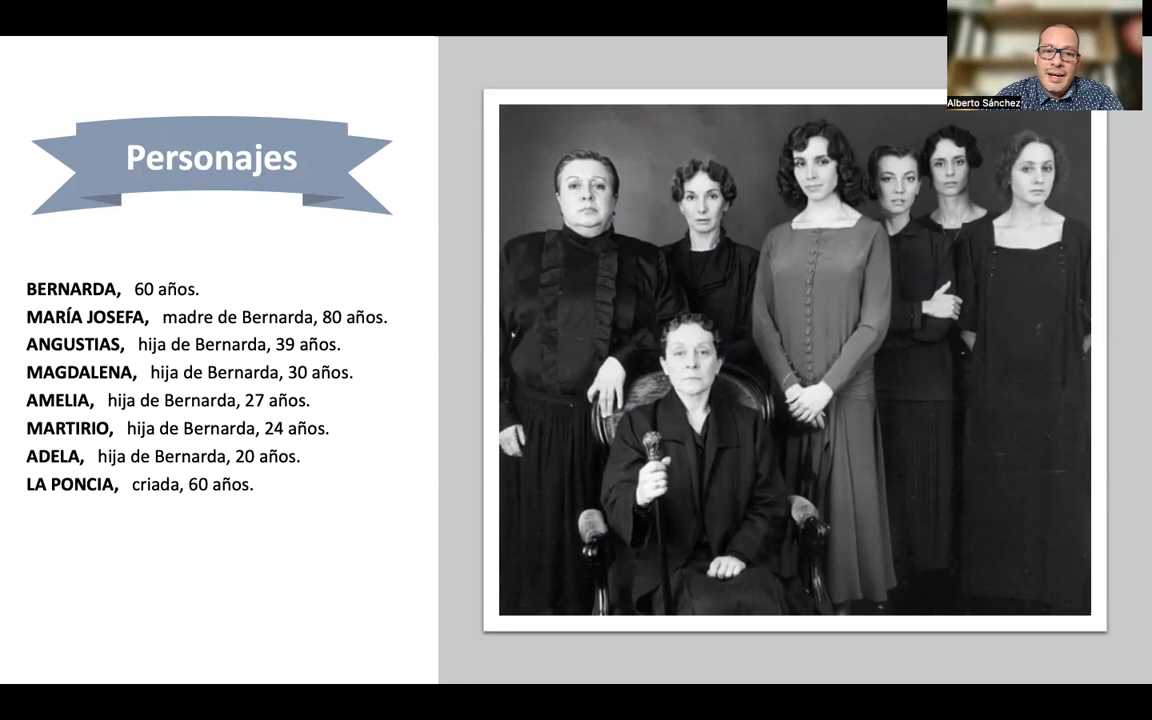 Personajes
BERNARDA, 60 años.
MARÍA JOSEFA, madre de Bernarda, 80 años.
ANGUSTIAS, hija de Bernarda, 39 años.
MAGDALENA, hija de Bernarda, 30 años.
AMELIA, hija de Bernarda, 27 años.
MARTIRIO, hija de Bernarda, 24 años.
ADELA, hija de Bernarda, 20 años.
LA PONCIA, criada, 60 años.
Alberto Sánchez